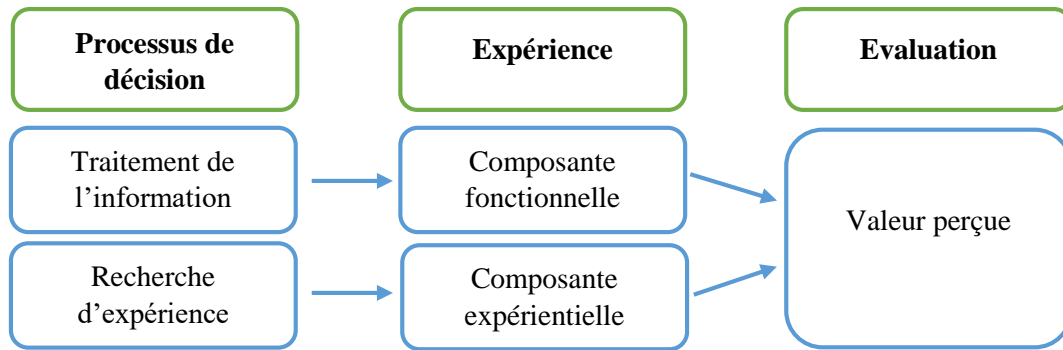 Processus de
décision
Expérience
Evaluation
Traitement de
l’information
Composante
fonctionnelle
Valeur perçue
Recherche
d’expérience
Composante
expérientielle